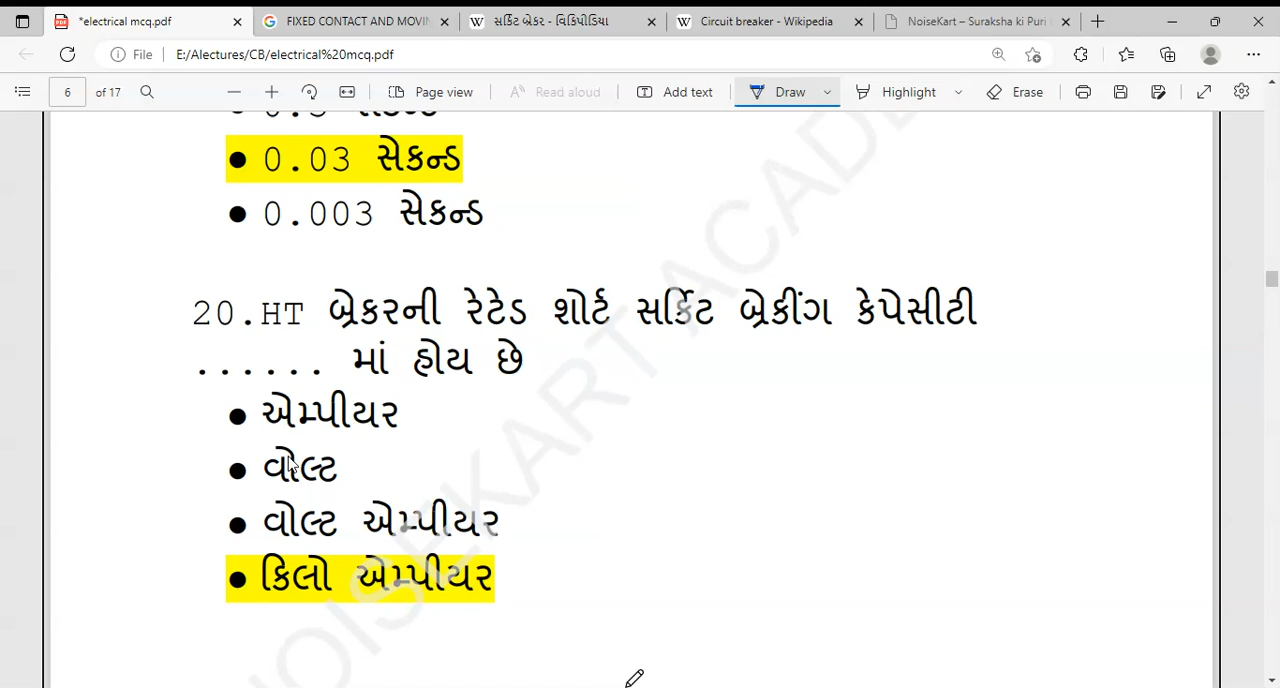 *electrical mcq.pdf
FIXED CONTACT AND MOVIN
સર્કિટ બ્રેકર - વિકિપીડિયા
Circuit breaker - Wikipedia
NoiseKart – Suraksha ki Puri
File
E:/Alectures/CB/electrical%20mcq.pdf
6 of 17
Page view
Read aloud
Add text
Draw
Highlight
Erase
● 0.03 સેકન્ડ
● 0.003 સેકન્ડ
20.HT બ્રેકરની રેટેડ શોર્ટ સર્કિટ બ્રેકીંગ કેપેસીટી
...... માં હોય છે
● એમ્પીયર
● વોલ્ટ
● વોલ્ટ એમ્પીયર
● કિલો એમ્પીયર
NOISEKART ACADE